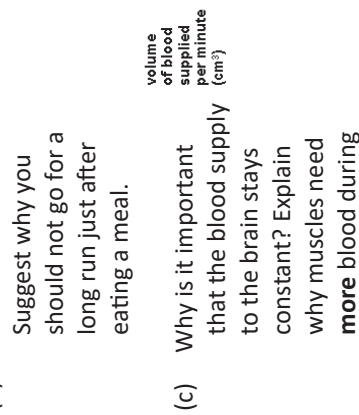 Suggest why you
should not go for a
long run just after
eating a meal.
(c) Why is it important
that the blood supply
to the brain stays
constant? Explain
why muscles need
more blood during
volume
of blood
supplied
per minute
(cm³)